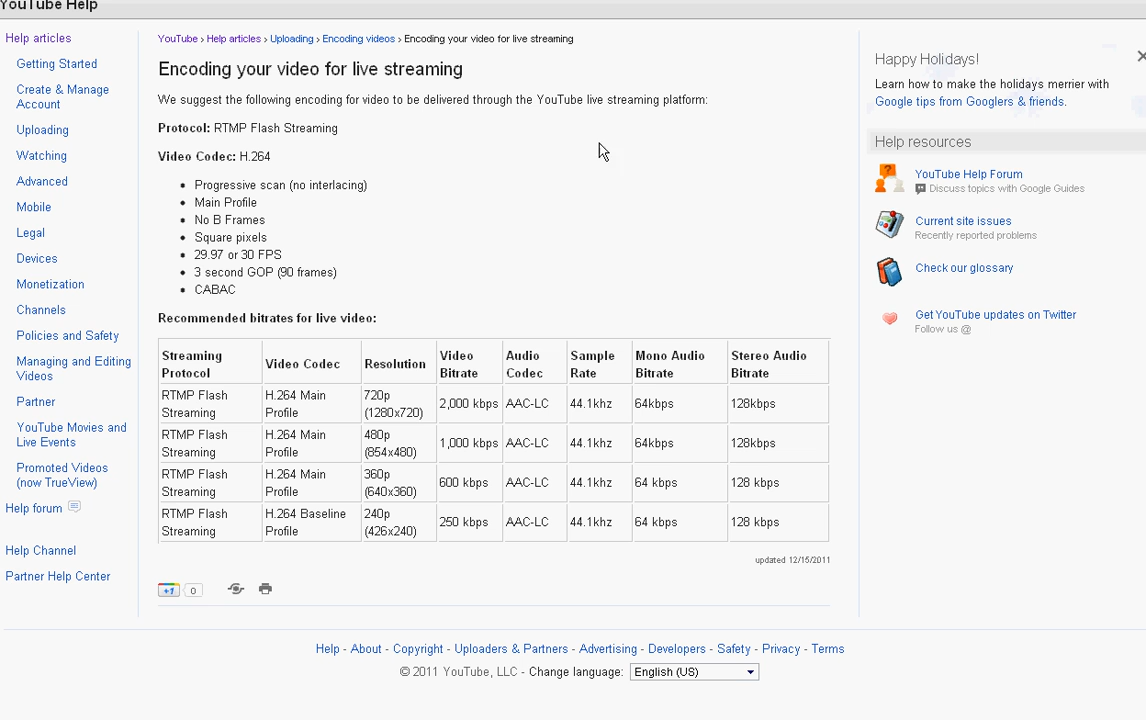 YouTube Help
Help articles
Getting Started
Create & Manage
Account
Uploading
Watching
Advanced
Mobile
Legal
Devices
Monetization
Channels
Policies and Safety
Managing and Editing
Videos
Partner
YouTube Movies and
Live Events
Promoted Videos
(now TrueView)
Help forum
Help Channel
Partner Help Center
YouTube › Help articles › Uploading › Encoding videos › Encoding your video for live streaming
Encoding your video for live streaming
We suggest the following encoding for video to be delivered through the YouTube live streaming platform:
Protocol: RTMP Flash Streaming
Video Codec: H.264
• Progressive scan (no interlacing)
• Main Profile
• No B Frames
• Square pixels
• 29.97 or 30 FPS
• 3 second GOP (90 frames)
• CABAC
Recommended bitrates for live video:
Streaming Protocol Video Codec Resolution Video Bitrate Audio Codec Sample Rate Mono Audio Bitrate Stereo Audio Bitrate
RTMP Flash Streaming H.264 Main Profile 720p (1280x720) 2,000 kbps AAC-LC 44.1khz 64kbps 128kbps
RTMP Flash Streaming H.264 Main Profile 480p (854x480) 1,000 kbps AAC-LC 44.1khz 64kbps 128kbps
RTMP Flash Streaming H.264 Main Profile 360p (640x360) 600 kbps AAC-LC 44.1khz 64 kbps 128 kbps
RTMP Flash Streaming H.264 Baseline Profile 240p (426x240) 250 kbps AAC-LC 44.1khz 64 kbps 128 kbps
updated 12/15/2011
+1 0
Happy Holidays!
Learn how to make the holidays merrier with
Google tips from Googlers & friends.
Help resources
YouTube Help Forum
Discuss topics with Google Guides
Current site issues
Recently reported problems
Check our glossary
Get YouTube updates on Twitter
Follow us @
Help - About - Copyright - Uploaders & Partners - Advertising - Developers - Safety - Privacy - Terms
© 2011 YouTube, LLC - Change language: English (US)